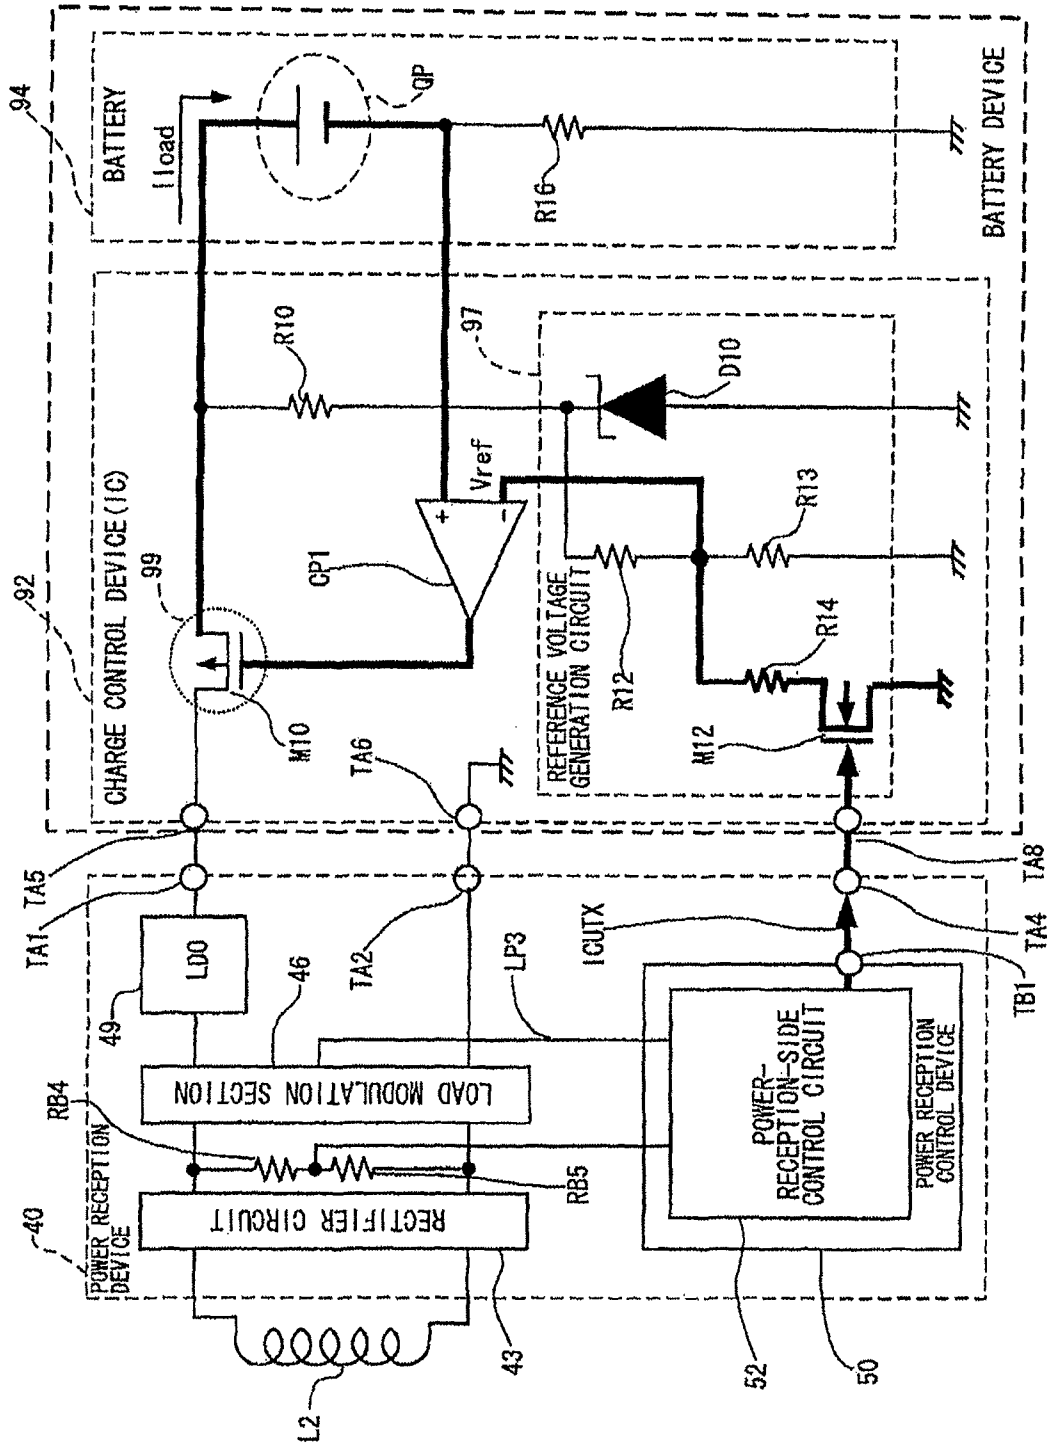 L2
40
POWER RECEPTION
DEVICE
RECTIFIER CIRCUIT
43
RB4
RB5
LOAD MODULATION SECTION
46
LP3
49
LDO
TA1
TA5
TA2
TA6
50
52
POWER-
RECEPTION-SIDE
CONTROL CIRCUIT
POWER RECEPTION
CONTROL DEVICE
TB1
ICUTX
TA4
TA8
92
CHARGE CONTROL DEVICE(IC)
99
M10
CP1
+
-
Vref
R10
97
REFERENCE VOLTAGE
GENERATION CIRCUIT
R12
R13
R14
M12
D10
94
BATTERY
Iload
QP
R16
BATTERY DEVICE